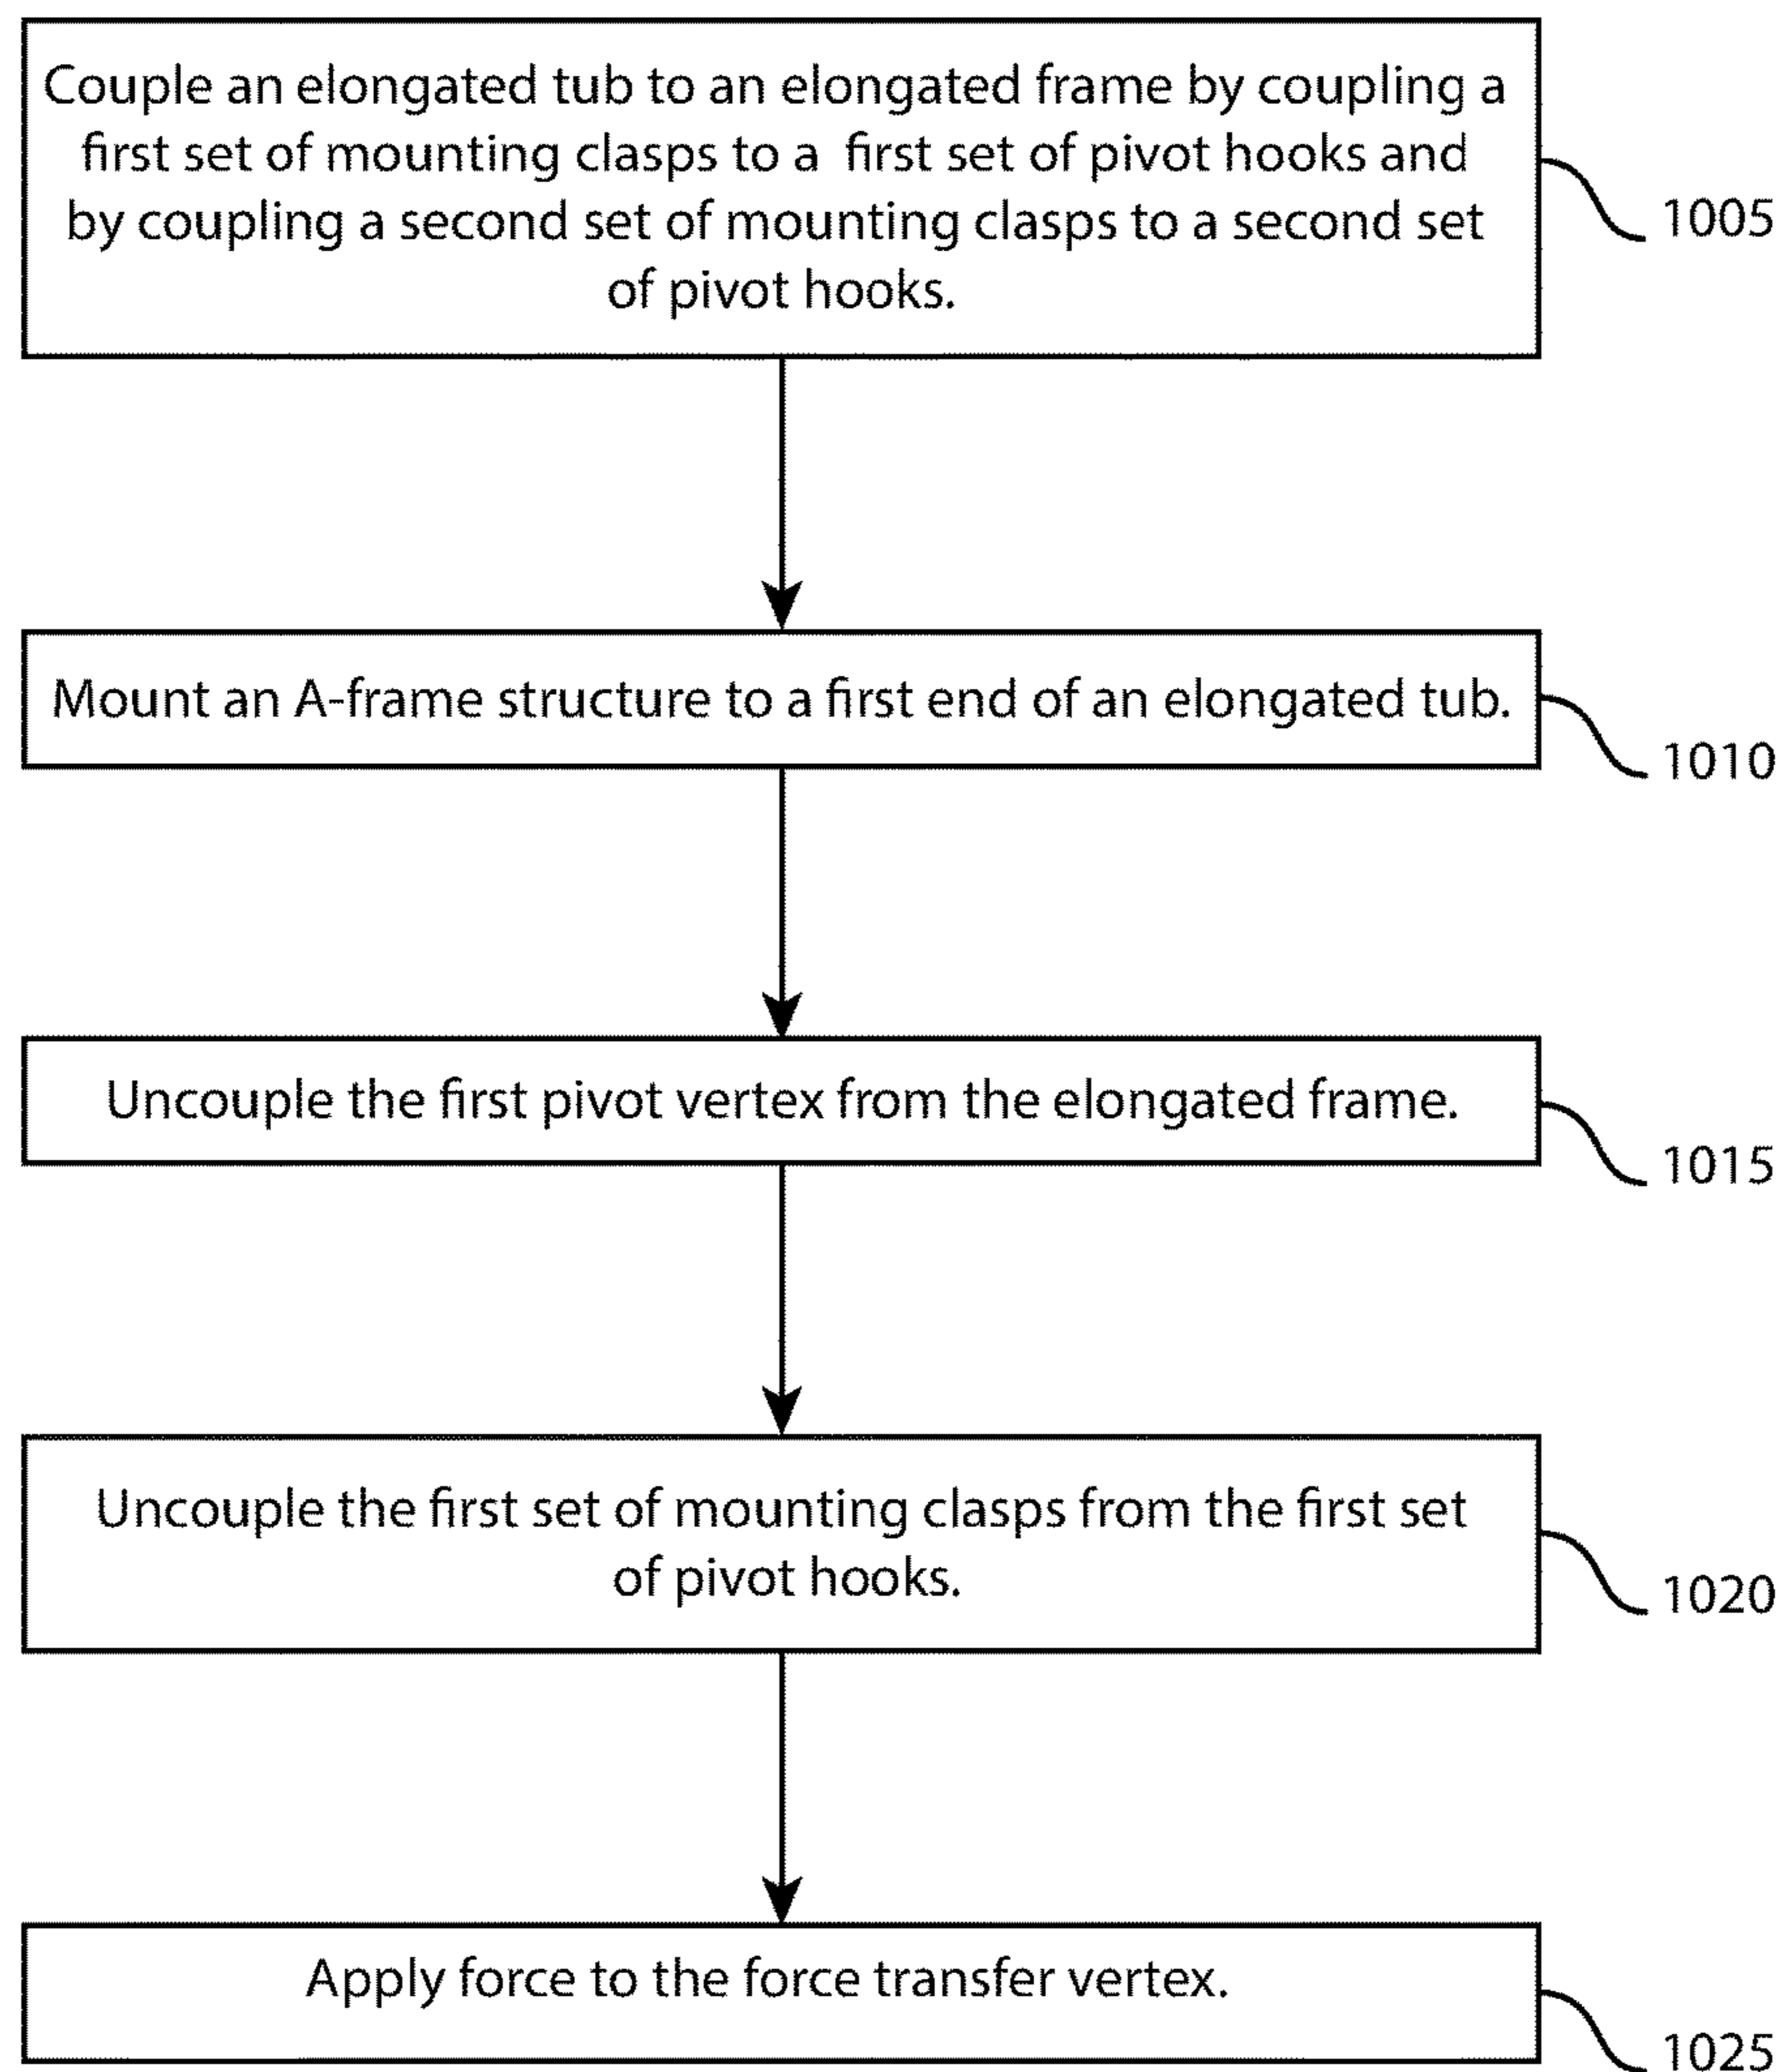 Couple an elongated tub to an elongated frame by coupling a
first set of mounting clasps to a first set of pivot hooks and
by coupling a second set of mounting clasps to a second set
of pivot hooks.
1005
Mount an A-frame structure to a first end of an elongated tub.
1010
Uncouple the first pivot vertex from the elongated frame.
1015
Uncouple the first set of mounting clasps from the first set
of pivot hooks.
1020
Apply force to the force transfer vertex.
1025